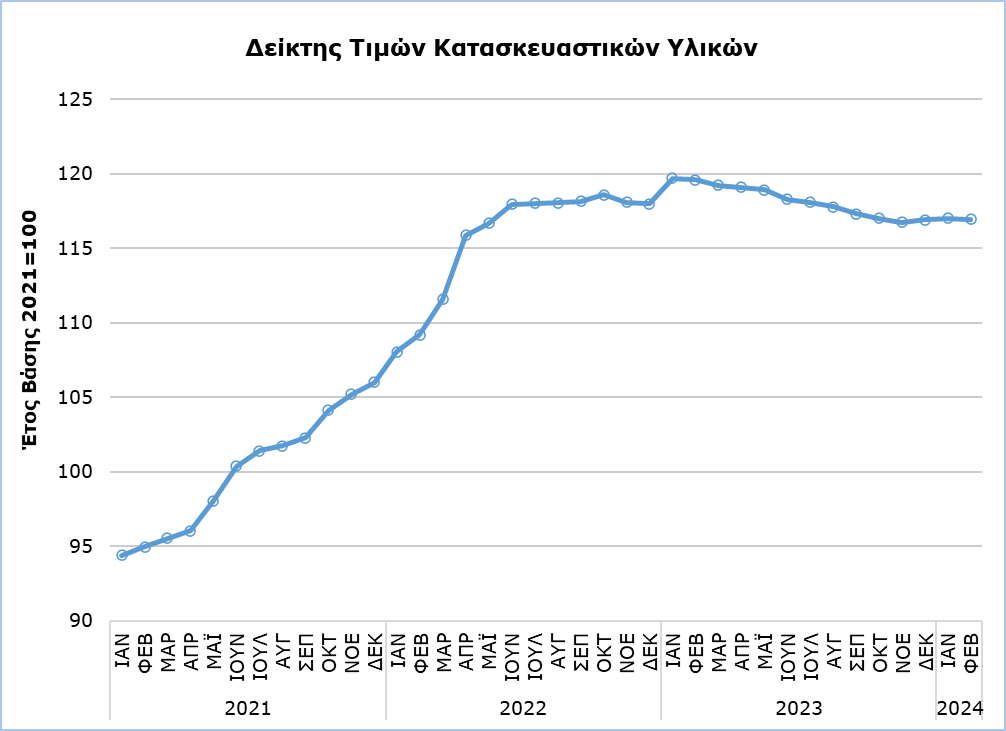 Δείκτης Τιμών Κατασκευαστικών Υλικών
Έτος Βάσης 2021=100
125
120
115
110
105
100
95
90
ΙΑΝ ΦΕΒ ΜΑΡ ΑΠΡ ΜΑΪ ΙΟΥΝ ΙΟΥΛ ΑΥΓ ΣΕΠ ΟΚΤ ΝΟΕ ΔΕΚ ΙΑΝ ΦΕΒ ΜΑΡ ΑΠΡ ΜΑΪ ΙΟΥΝ ΙΟΥΛ ΑΥΓ ΣΕΠ ΟΚΤ ΝΟΕ ΔΕΚ ΙΑΝ ΦΕΒ ΜΑΡ ΑΠΡ ΜΑΪ ΙΟΥΝ ΙΟΥΛ ΑΥΓ ΣΕΠ ΟΚΤ ΝΟΕ ΔΕΚ ΙΑΝ ΦΕΒ
2021 2022 2023 2024